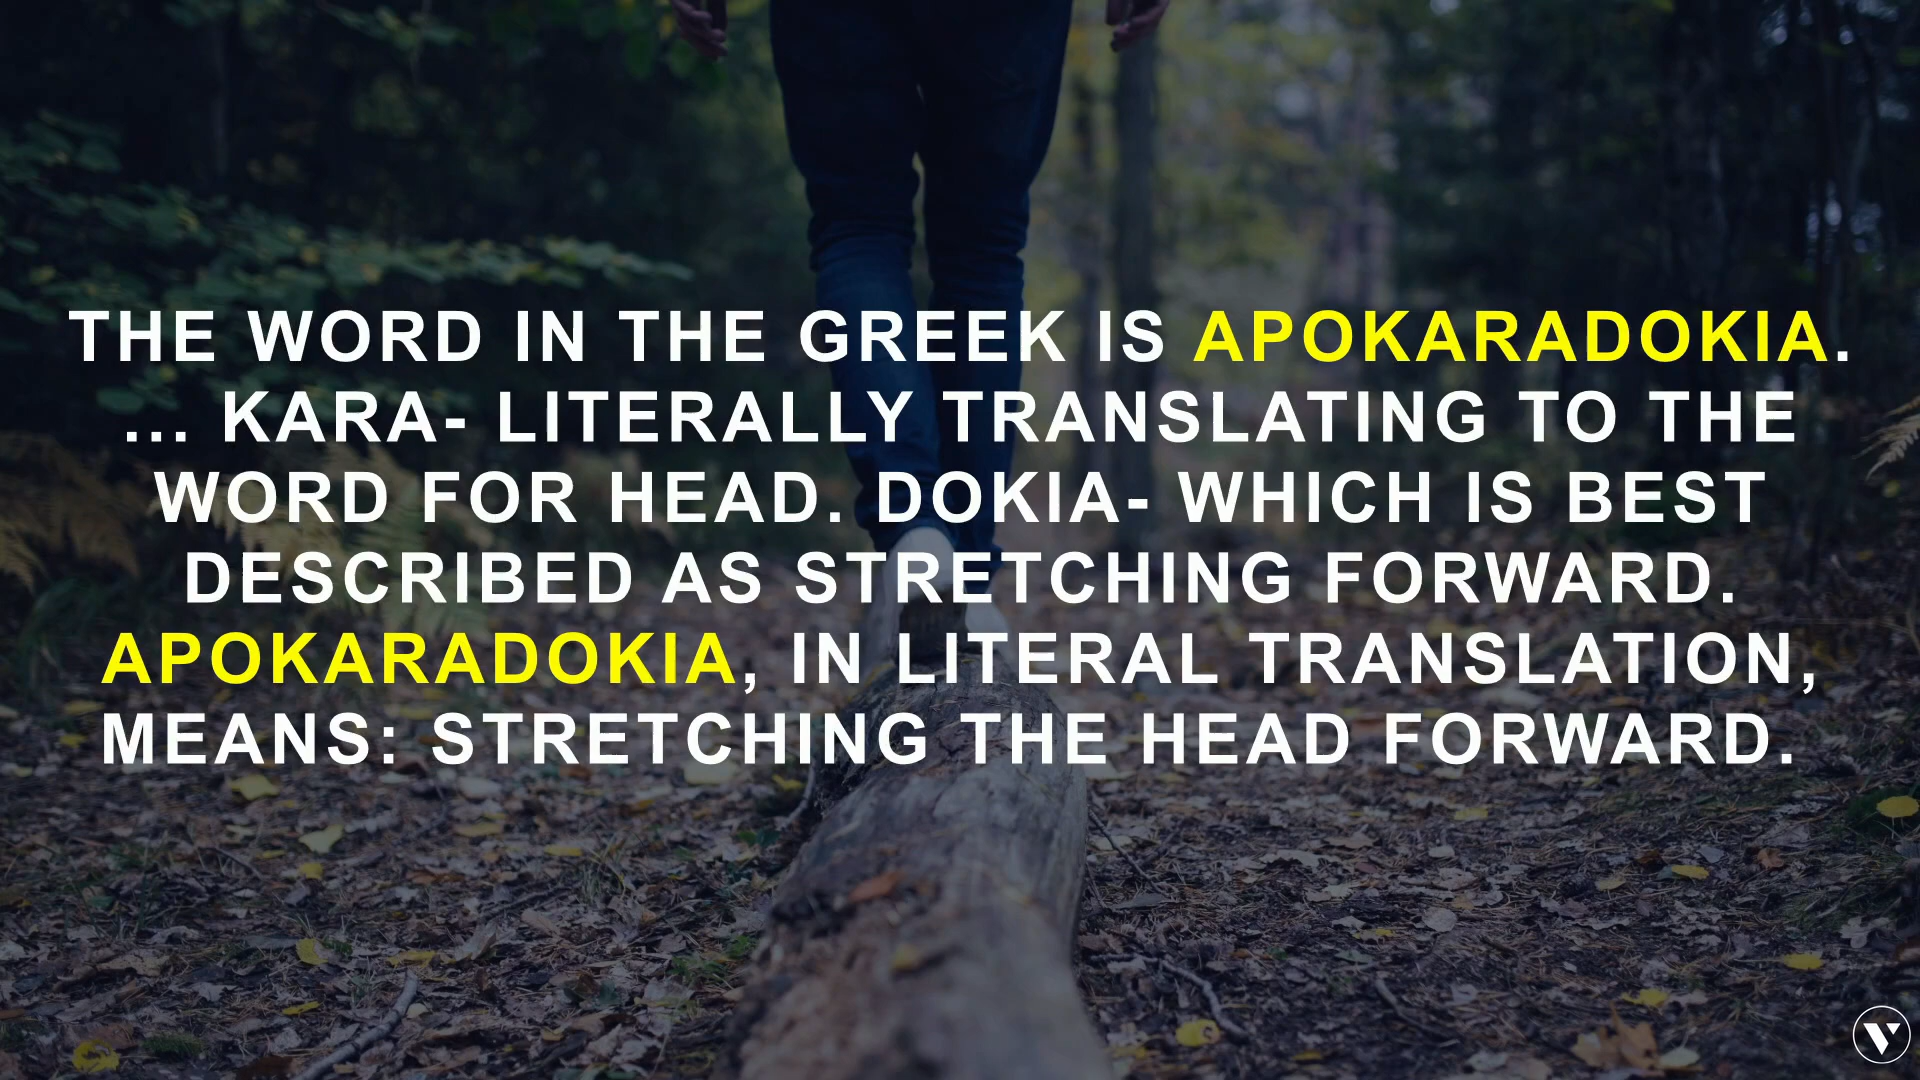 THE WORD IN THE GREEK IS APOKARADOKIA.
... KARA- LITERALLY TRANSLATING TO THE
WORD FOR HEAD. DOKIA- WHICH IS BEST
DESCRIBED AS STRETCHING FORWARD.
APOKARADOKIA, IN LITERAL TRANSLATION,
MEANS: STRETCHING THE HEAD FORWARD.